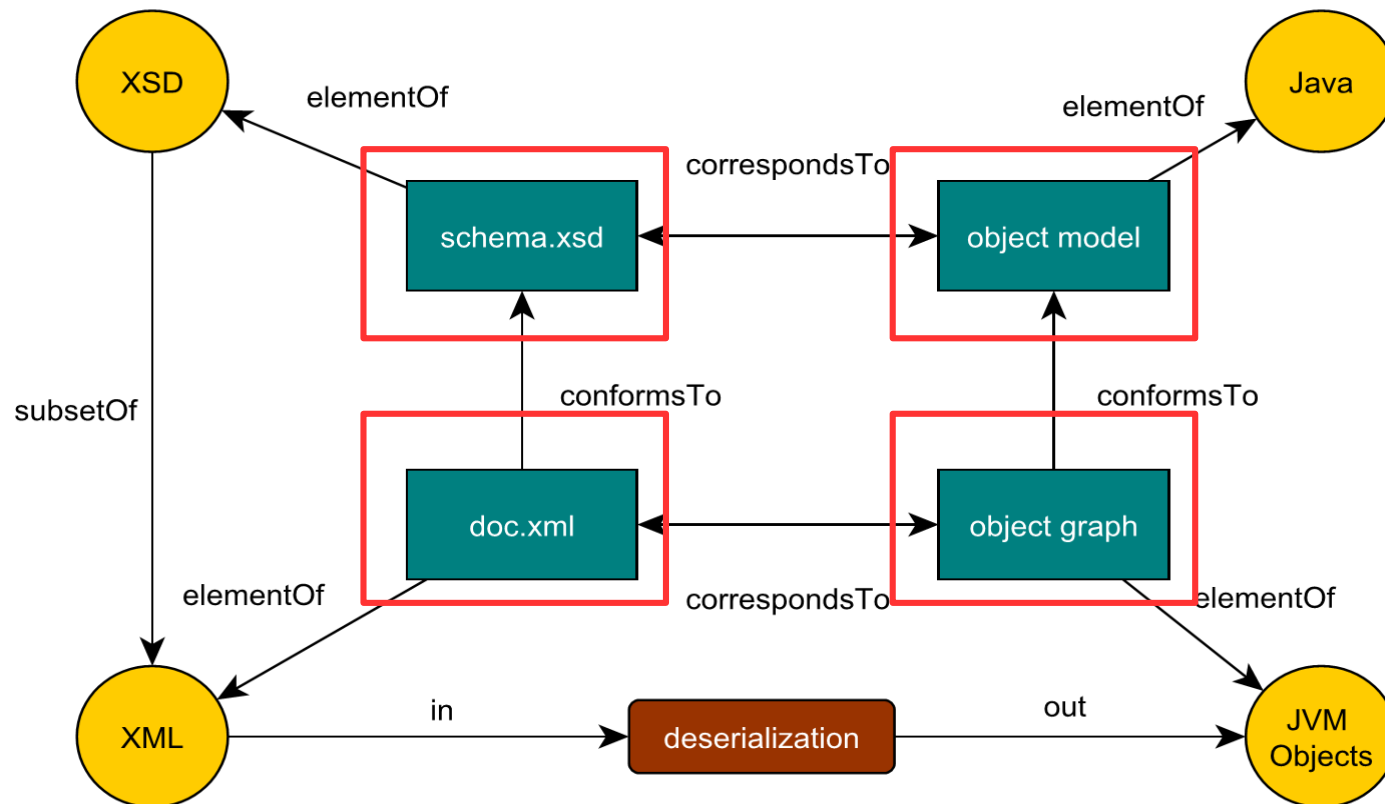 XSD
Java
elementOf
elementOf
correspondsTo
schema.xsd
object model
conformsTo
conformsTo
subsetOf
doc.xml
object graph
elementOf
correspondsTo
elementOf
in
out
XML
deserialization
JVM
Objects